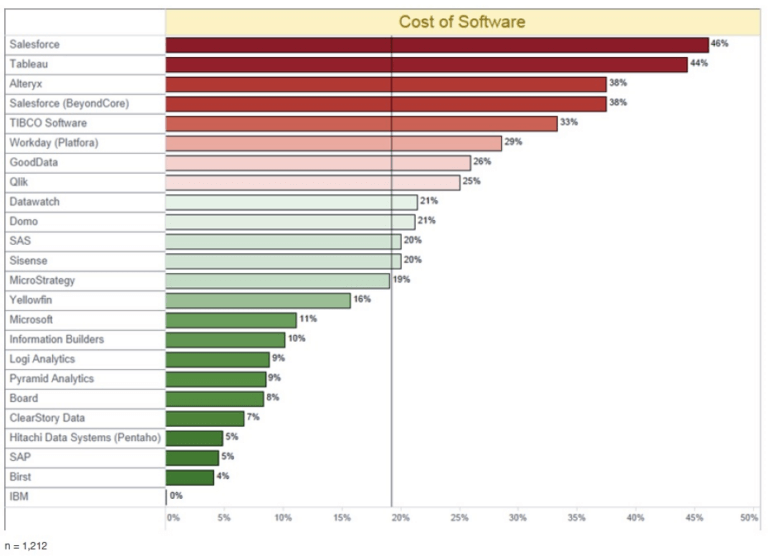 Cost of Software
Salesforce 46%
Tableau 44%
Alteryx 38%
Salesforce (BeyondCore) 38%
TIBCO Software 33%
Workday (Platfora) 29%
GoodData 26%
Qlik 25%
Datawatch 21%
Domo 21%
SAS 20%
Sisense 20%
MicroStrategy 19%
Yellowfin 16%
Microsoft 11%
Information Builders 10%
Logi Analytics 9%
Pyramid Analytics 9%
Board 8%
ClearStory Data 7%
Hitachi Data Systems (Pentaho) 5%
SAP 5%
Birst 4%
IBM 0%
0% 5% 10% 15% 20% 25% 30% 35% 40% 45% 50%
n = 1,212